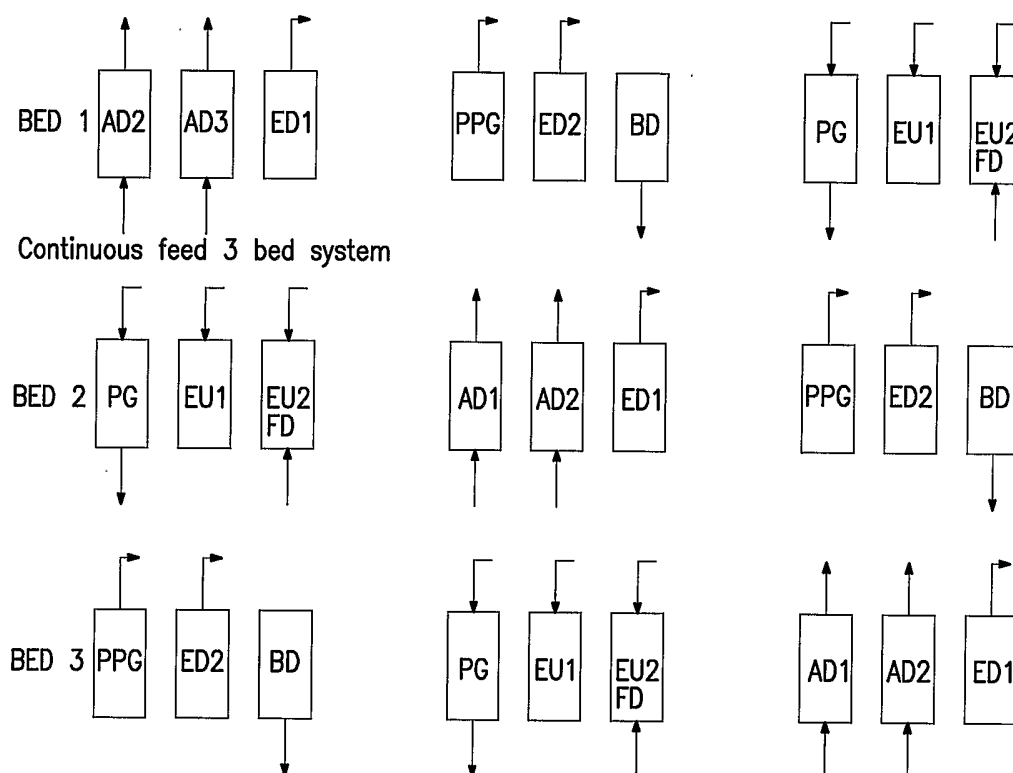 BED 1 AD2 AD3 ED1 PPG ED2 BD PG EU1 EU2
FD
Continuous feed 3 bed system
BED 2 PG EU1 EU2 AD1 AD2 ED1 PPG ED2 BD
FD
BED 3 PPG ED2 BD PG EU1 EU2 AD1 AD2 ED1
FD